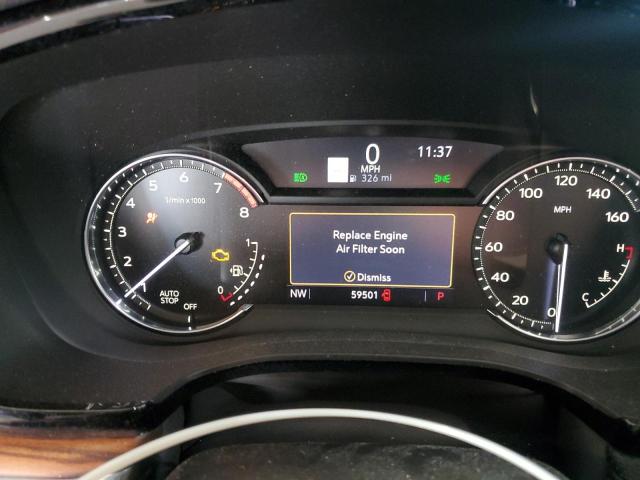 0
MPH
11:37
326 mi
1/min x 1000
1
2
3
4
5
6
7
8
AUTO
STOP
OFF
1
0
Replace Engine
Air Filter Soon
Dismiss
NW
59501
P
MPH
0
20
40
60
80
100
120
140
160
H
C